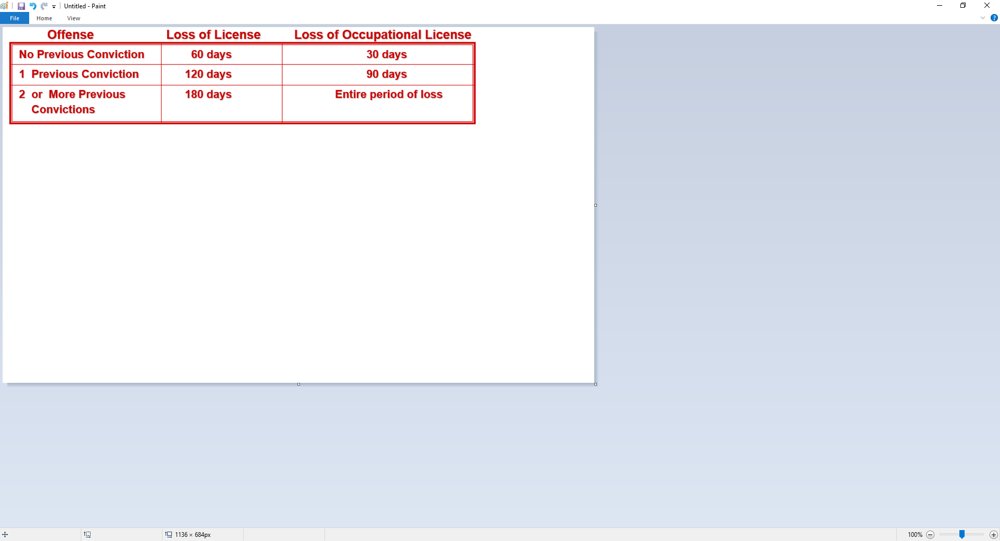 Untitled - Paint
File Home View
Offense Loss of License Loss of Occupational License
No Previous Conviction 60 days 30 days
1 Previous Conviction 120 days 90 days
2 or More Previous 180 days Entire period of loss
Convictions
1136 × 684px 100%